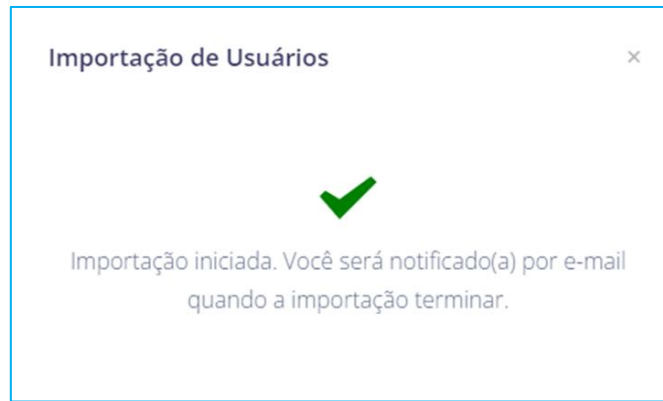 Importação de Usuários
Importação iniciada. Você será notificado(a) por e-mail
quando a importação terminar.